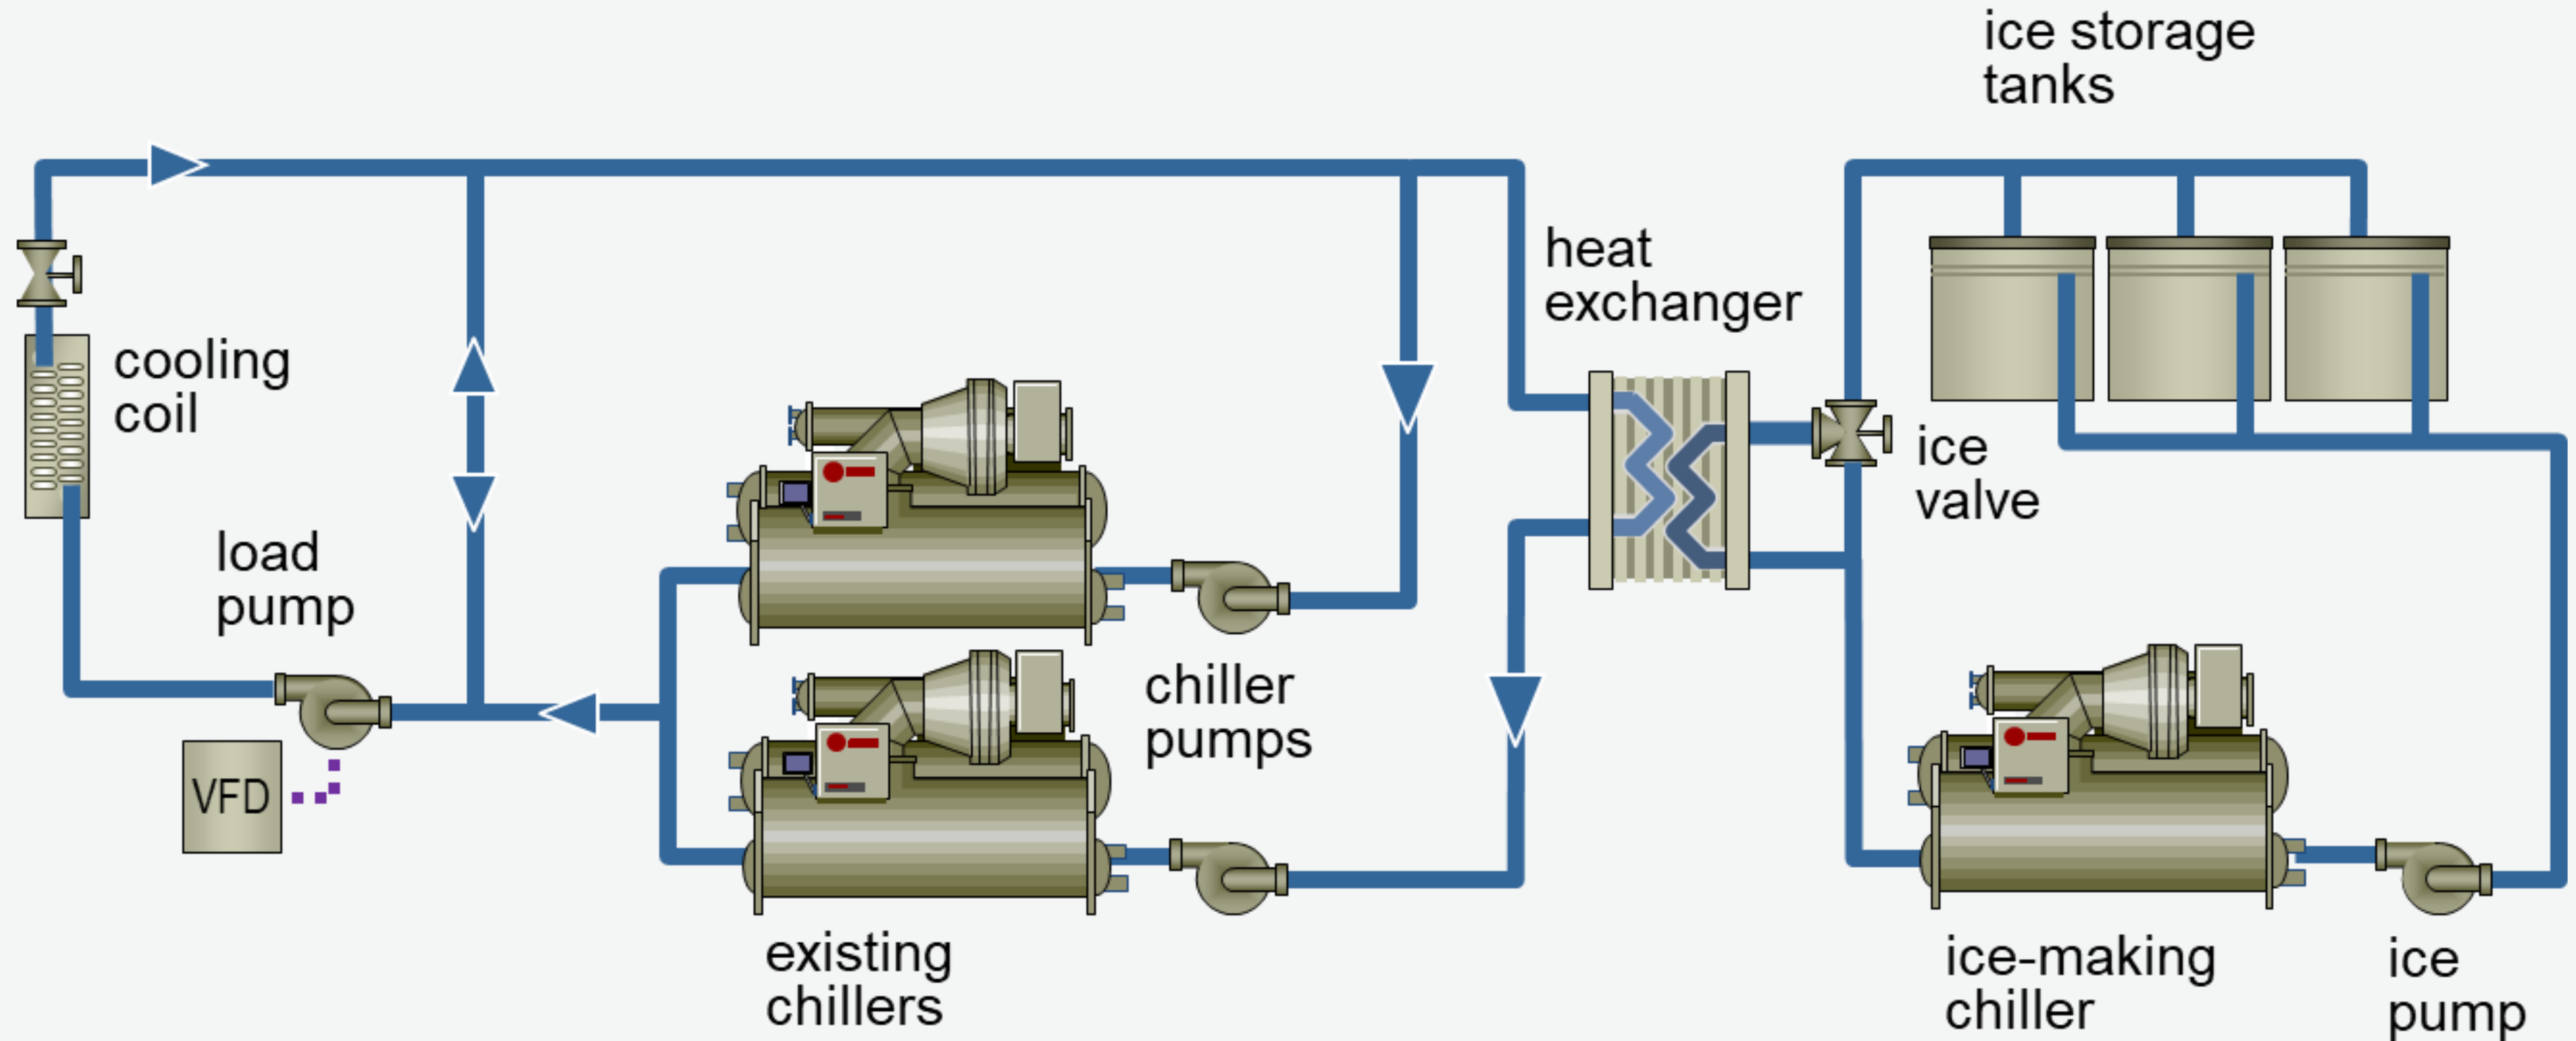 ice storage
tanks
heat
exchanger
cooling
coil
ice
valve
load
pump
chiller
pumps
VFD
existing
chillers
ice-making
chiller
ice
pump